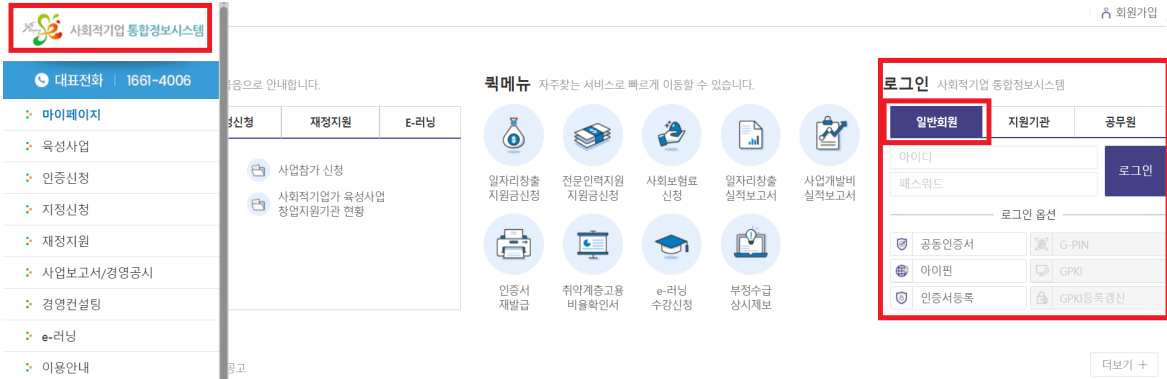 사회적기업 통합정보시스템
회원가입
대표전화 | 1661-4006
마이페이지
육성사업
인증신청
지정신청
재정지원
사업보고서/경영공시
경영컨설팅
e-러닝
이용안내
안내합니다.
재정지원
E-러닝
사업참가 신청
사회적기업가 육성사업
창업지원기관 현황
공고
퀵메뉴 자주찾는 서비스로 빠르게 이동할 수 있습니다.
일자리창출
지원금신청
전문인력지원
지원금신청
사회보험료
신청
일자리창출
실적보고서
사업개발비
실적보고서
인증서
재발급
취약계층고용
비율확인서
e-러닝
수강신청
부정수급
상시제보
로그인 사회적기업 통합정보시스템
일반회원
지원기관
공무원
아이디
패스워드
로그인
로그인 옵션
공동인증서
G-PIN
아이핀
GPKI
인증서등록
GPKI등록갱신
더보기 +